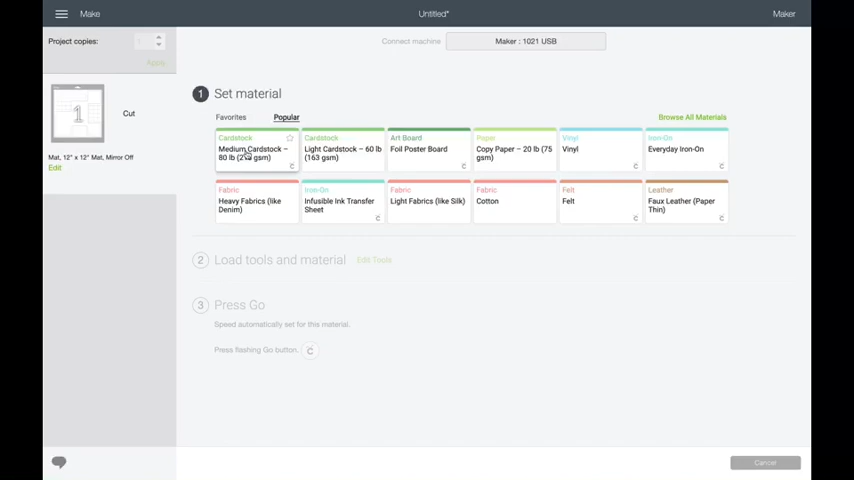 Make
Untitled*
Maker
Project copies:
Apply
Connect machine
Maker : 1021 USB
1
Cut
Mat, 12" x 12" Mat, Mirror Off
Edit
1 Set material
Favorites
Popular
Browse All Materials
Cardstock
Medium Cardstock –
80 lb gsm)
Cardstock
Light Cardstock – 60 lb
(163 gsm)
Art Board
Foil Poster Board
Paper
Copy Paper – 20 lb (75
gsm)
Vinyl
Vinyl
Iron-On
Everyday Iron-On
Fabric
Heavy Fabrics (like
Denim)
Iron-On
Infusible Ink Transfer
Sheet
Fabric
Light Fabrics (like Silk)
Fabric
Cotton
Felt
Felt
Leather
Faux Leather (Paper
Thin)
2 Load tools and material
Edit Tools
3 Press Go
Speed automatically set for this material.
Press flashing Go button.
Cancel